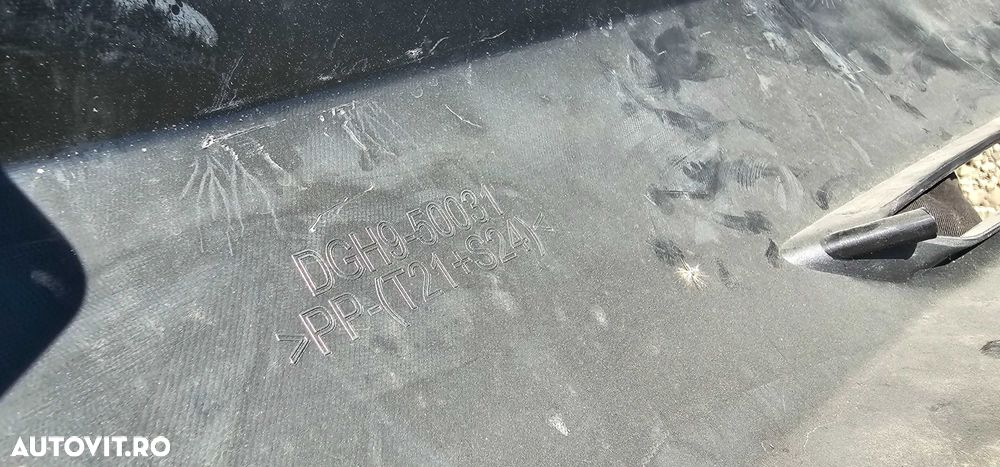 DGH9-50031
>PP-(T21+S24)<
AUTOVIT.RO